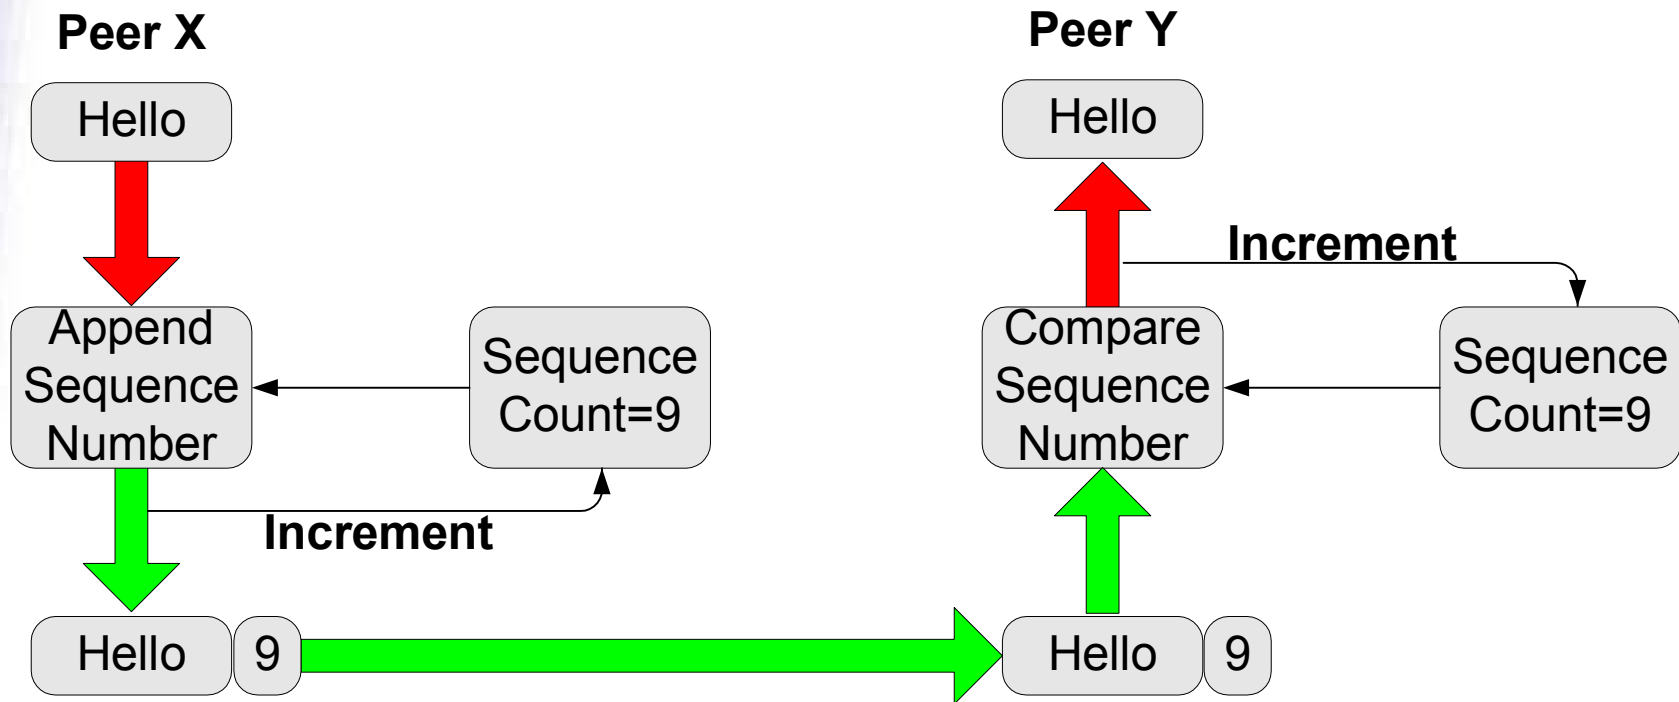 Peer X
Hello
Append
Sequence
Number
Sequence
Count=9
Increment
Hello 9
Peer Y
Hello
Increment
Compare
Sequence
Number
Sequence
Count=9
Hello 9